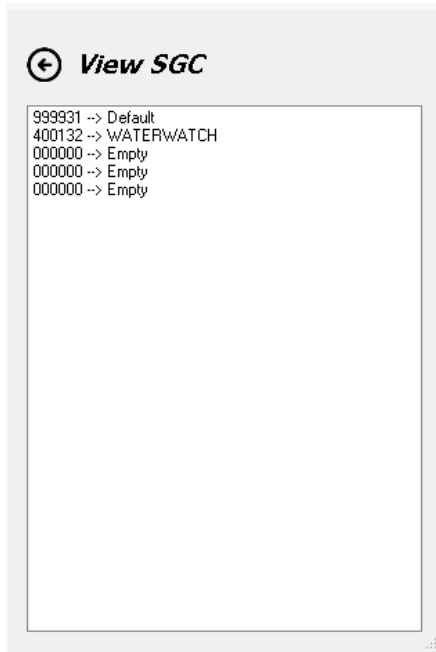 View SGC
999931 --> Default
400132 --> WATERWATCH
000000 --> Empty
000000 --> Empty
000000 --> Empty